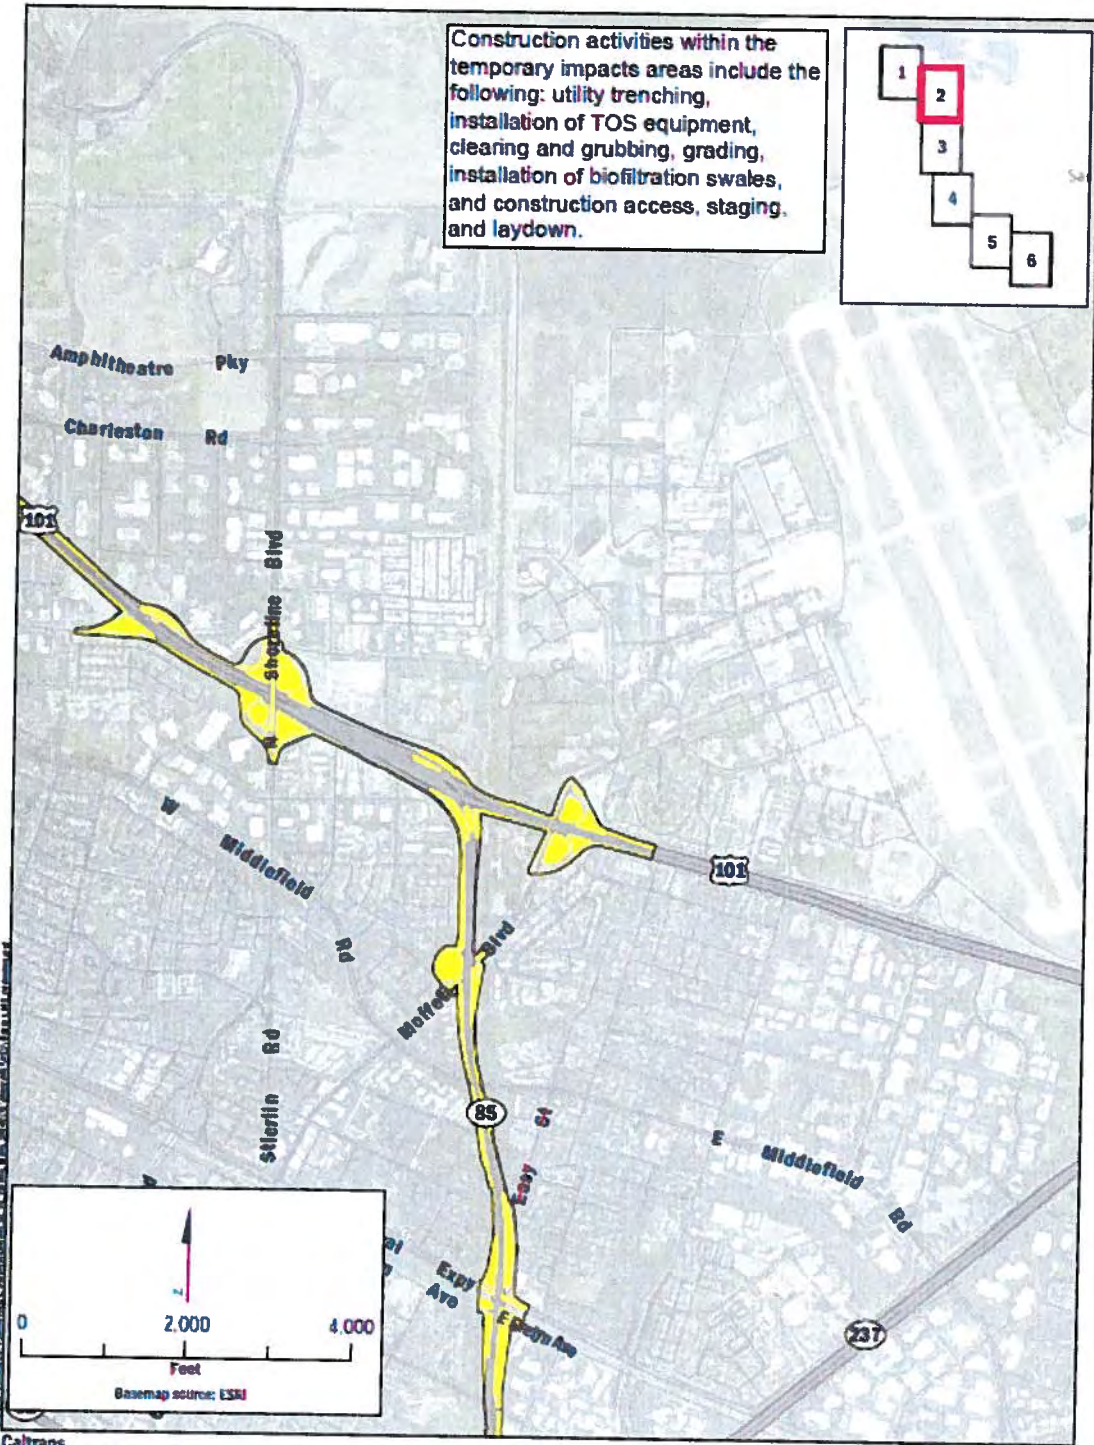 Construction activities within the
temporary impacts areas include the
following: utility trenching,
installation of TOS equipment,
clearing and grubbing, grading,
installation of biofiltration swales,
and construction access, staging,
and laydown.
1
2
3
4
5
6
Amphitheatre Pky
Charleston Rd
101
N Shoreline Blvd
W Middlefield Rd
101
Moffett Blvd
Stierlin Rd
85
Easy St
E Middlefield Rd
Expy
Ave
E Evelyn Ave
237
0 2,000 4,000
Feet
Basemap source: ESRI
Caltrans